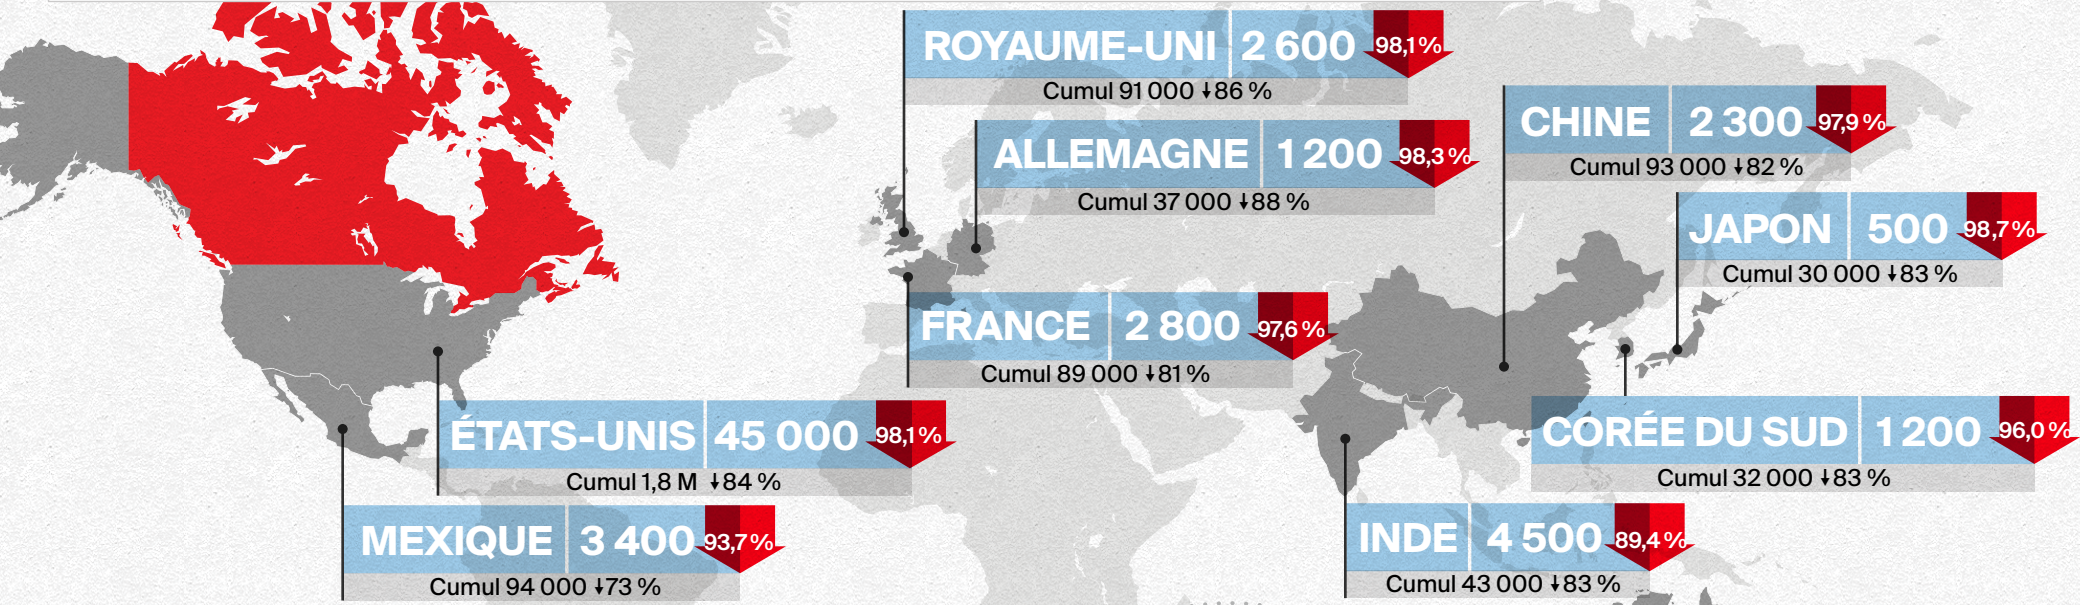 ROYAUME-UNI 2 600 98,1 %
Cumul 91 000 ↓86 %
ALLEMAGNE 1 200 98,3 %
Cumul 37 000 ↓88 %
CHINE 2 300 97,9 %
Cumul 93 000 ↓82 %
JAPON 500 98,7 %
Cumul 30 000 ↓83 %
FRANCE 2 800 97,6 %
Cumul 89 000 ↓81 %
ÉTATS-UNIS 45 000 98,1 %
Cumul 1,8 M ↓84 %
CORÉE DU SUD 1 200 96,0 %
Cumul 32 000 ↓83 %
MEXIQUE 3 400 93,7 %
Cumul 94 000 ↓73 %
INDE 4 500 89,4 %
Cumul 43 000 ↓83 %